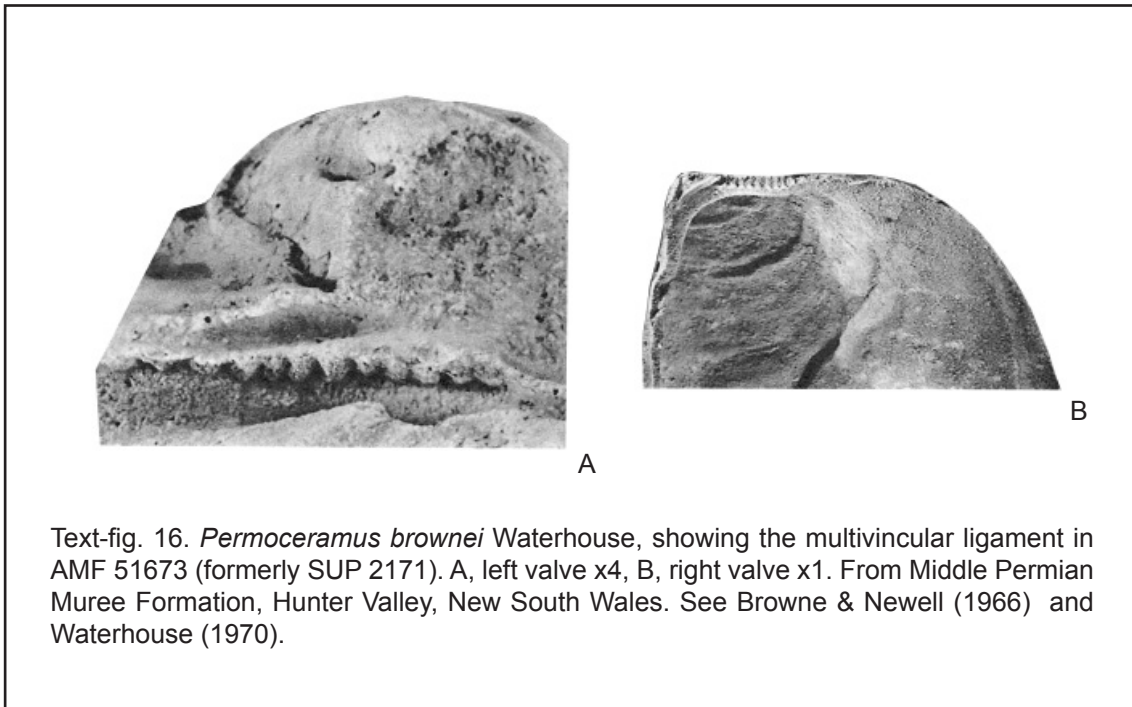 A
B
Text-fig. 16. Permoceramus brownei Waterhouse, showing the multivincular ligament in
AMF 51673 (formerly SUP 2171). A, left valve x4, B, right valve x1. From Middle Permian
Muree Formation, Hunter Valley, New South Wales. See Browne & Newell (1966) and
Waterhouse (1970).